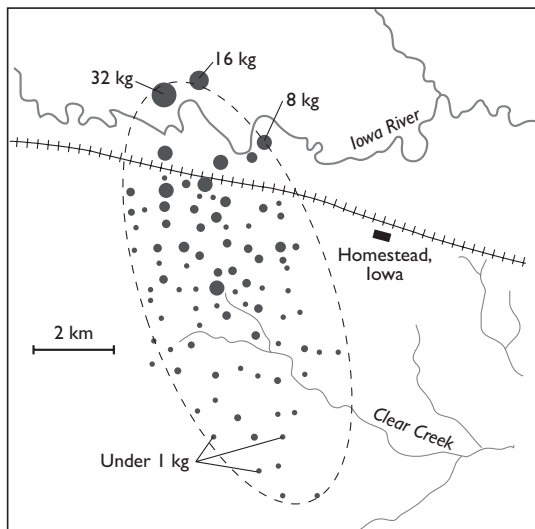 16 kg
32 kg
8 kg
Iowa River
Homestead,
Iowa
2 km
Clear Creek
Under 1 kg